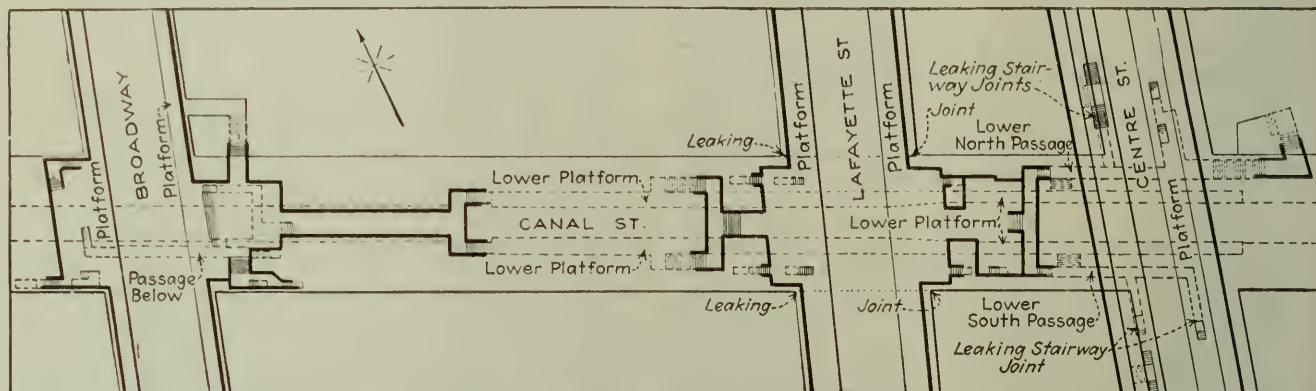 BROADWAY
Platform
Platform
Passage
Below
Lower Platform
CANAL ST.
Lower Platform
Leaking
Leaking
Platform
LAFAYETTE ST
Platform
Joint
Joint
Lower Platform
Leaking Stair-
way Joints
Lower
North Passage
CENTRE ST.
Platform
Lower
South Passage
Leaking Stairway
Joint